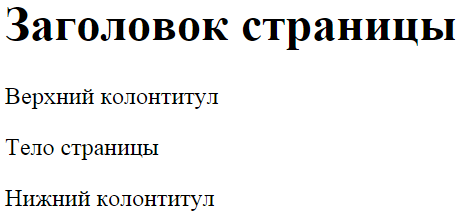 Заголовок страницы
Верхний колонтитул
Тело страницы
Нижний колонтитул